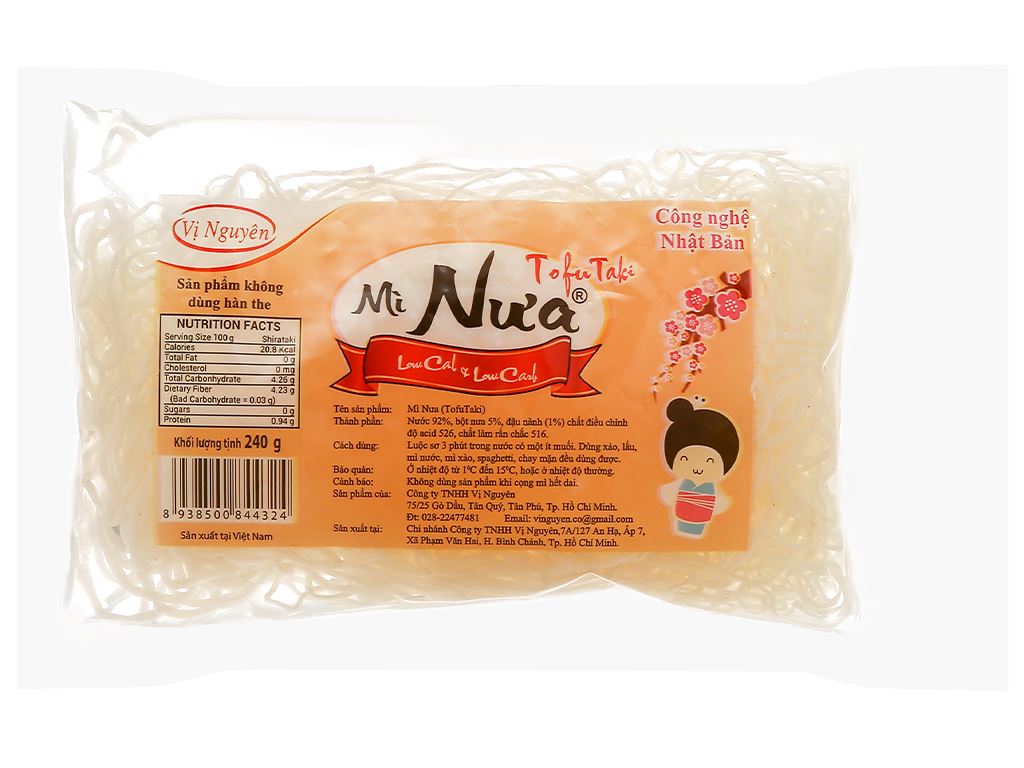 Vị Nguyên
Sản phẩm không
dùng hàn the
NUTRITION FACTS
Serving Size 100 g Shirataki
Calories 20.8 Kcal
Total Fat 0 g
Cholesterol 0 mg
Total Carbonhydrate 4.26 g
Dietary Fiber 4.23 g
(Bad Carbohydrate = 0.03 g)
Sugars 0 g
Protein 0.94 g
Khối lượng tịnh 240 g
8 938500 844324
Sản xuất tại Việt Nam
TofuTaki
Mì Nưa®
Low Cal & Low Carb
Tên sản phẩm: Mì Nưa (TofuTaki)
Thành phần: Nước 92%, bột nưa 5%, đậu nành (1%) chất điều chỉnh
độ acid 526, chất làm rắn chắc 516.
Cách dùng: Luộc sơ 3 phút trong nước có một ít muối. Dùng xào, lẩu,
mì nước, mì xào, spaghetti, chay mặn đều dùng được.
Bảo quản: Ở nhiệt độ từ 1ºC đến 15ºC, hoặc ở nhiệt độ thường.
Cảnh báo: Không dùng sản phẩm khi cọng mì hết dai.
Sản phẩm của: Công ty TNHH Vị Nguyên
75/25 Gò Dầu, Tân Quý, Tân Phú, Tp. Hồ Chí Minh.
Đt: 028-22477481 Email: vinguyen.co@gmail.com
Sản xuất tại: Chi nhánh Công ty TNHH Vị Nguyên,7A/127 An Hạ, Ấp 7,
Xã Phạm Văn Hai, H. Bình Chánh, Tp. Hồ Chí Minh.
Công nghệ
Nhật Bản